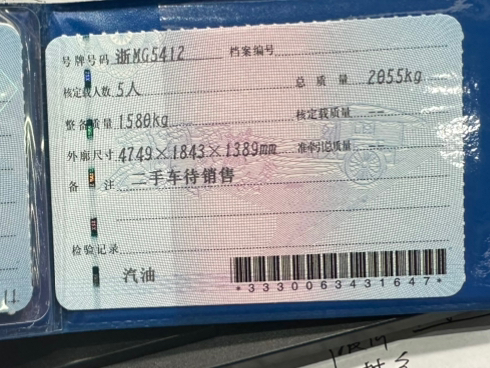 号牌号码 浙MG5412 档案编号
核定载人数 5人 总质量 2055kg
整备质量 1580kg 核定载质量 --
外廓尺寸 4749×1843×1389mm 准牵引总质量 --
备注 二手车待销售
检验记录
汽油
*3330063431647*